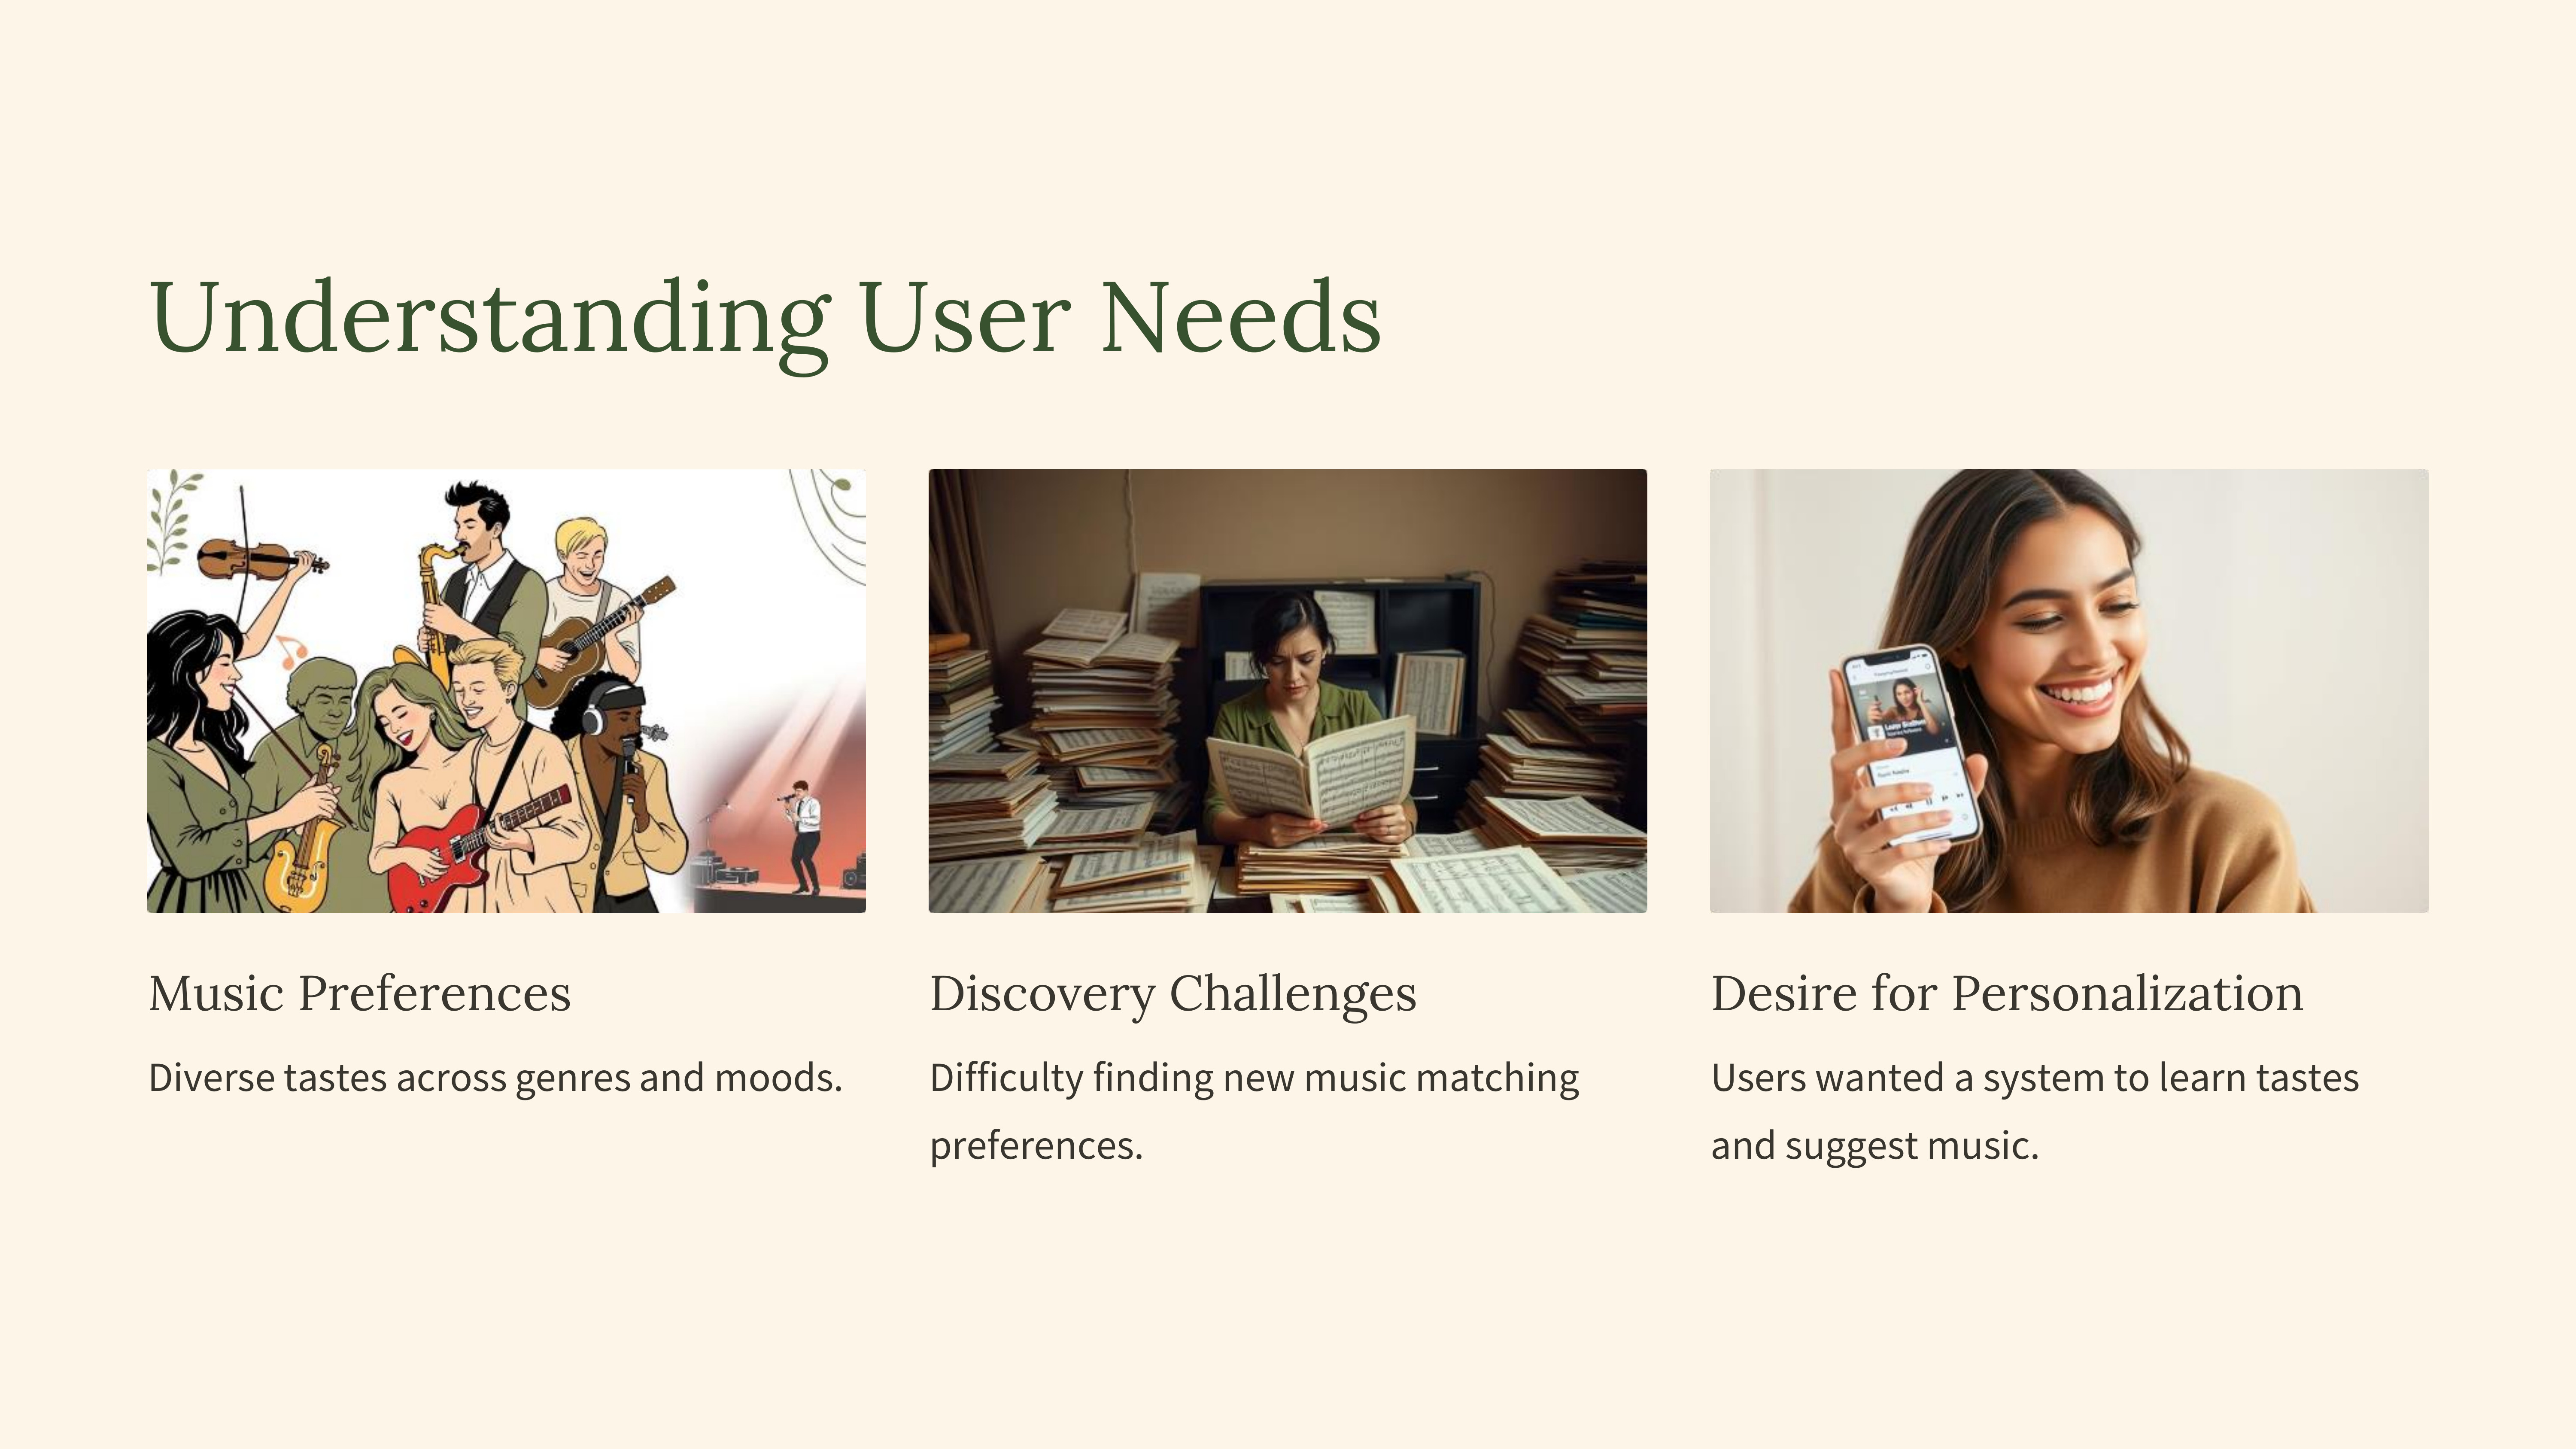 Understanding User Needs
Music Preferences
Diverse tastes across genres and moods.
Discovery Challenges
Difficulty finding new music matching
preferences.
Desire for Personalization
Users wanted a system to learn tastes
and suggest music.